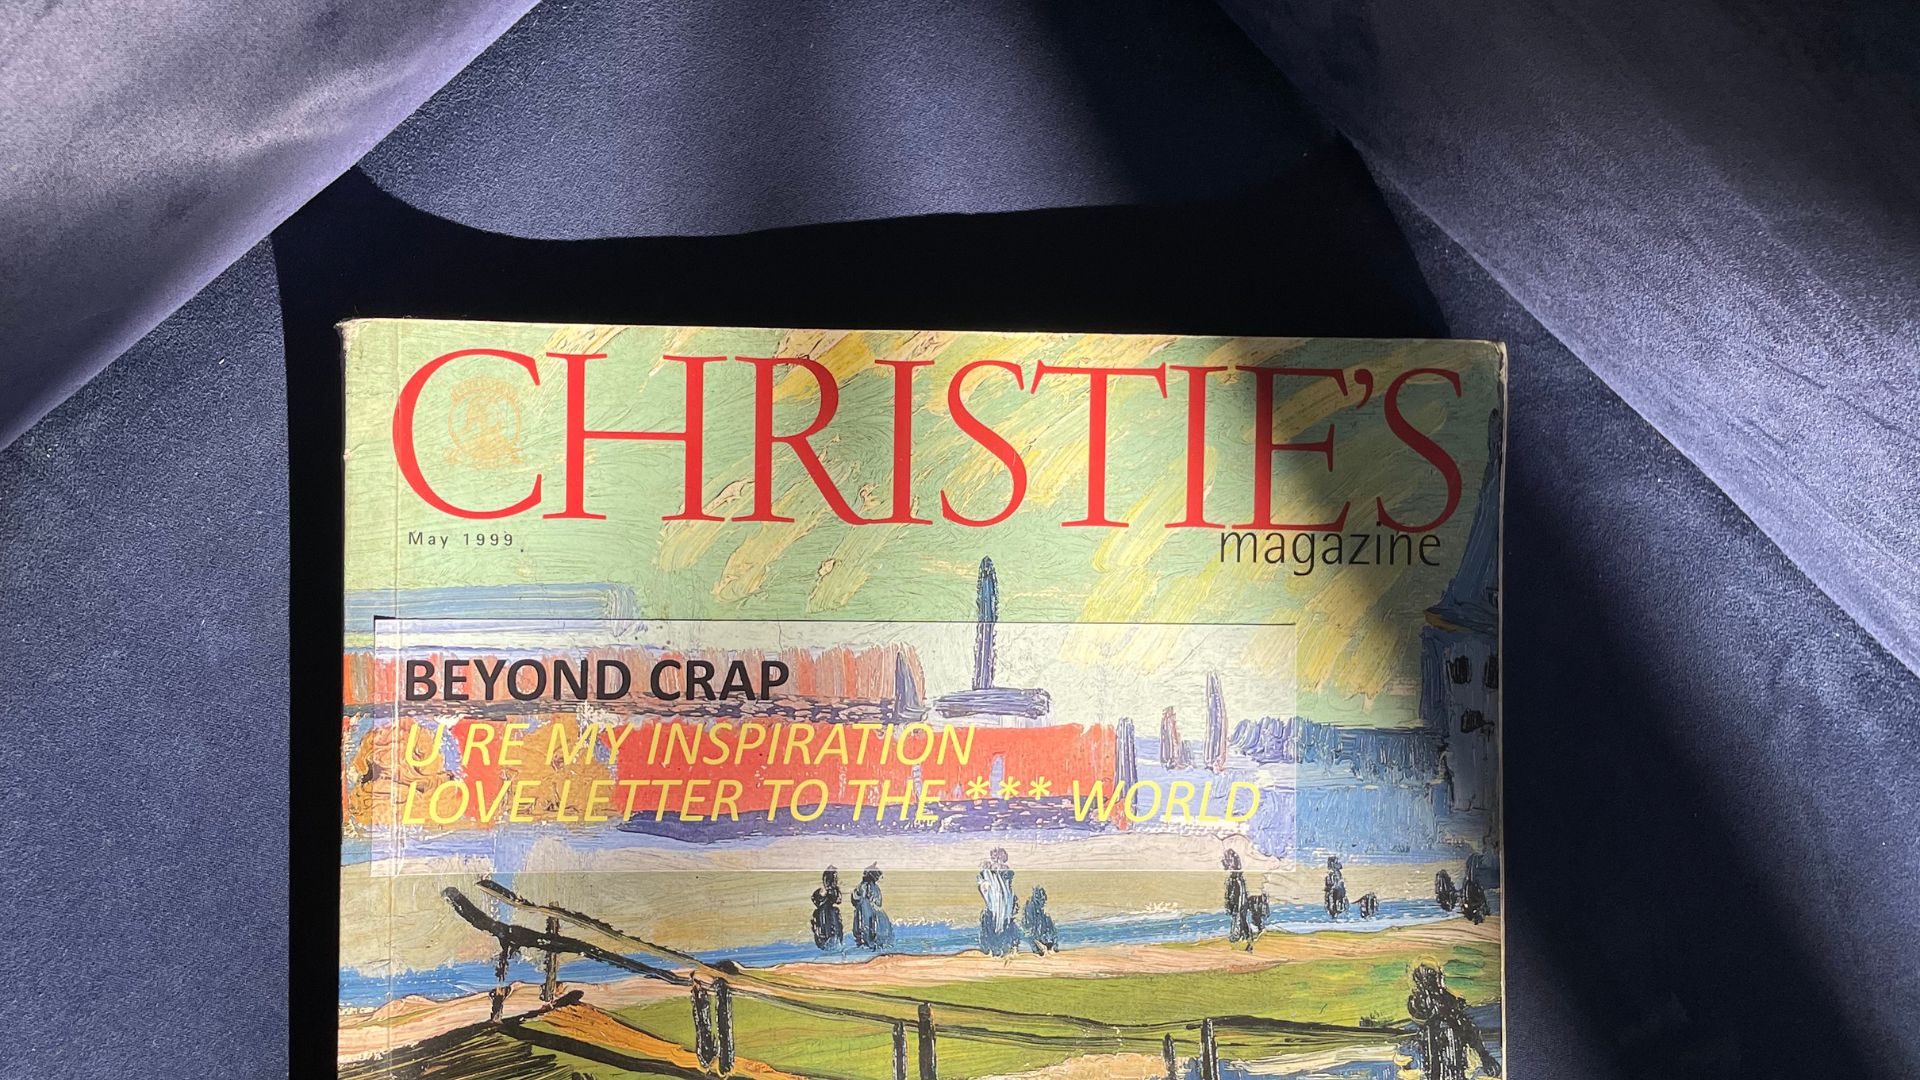 CHRISTIE'S
magazine
May 1999
BEYOND CRAP
U RE MY INSPIRATION
LOVE LETTER TO THE *** WORLD